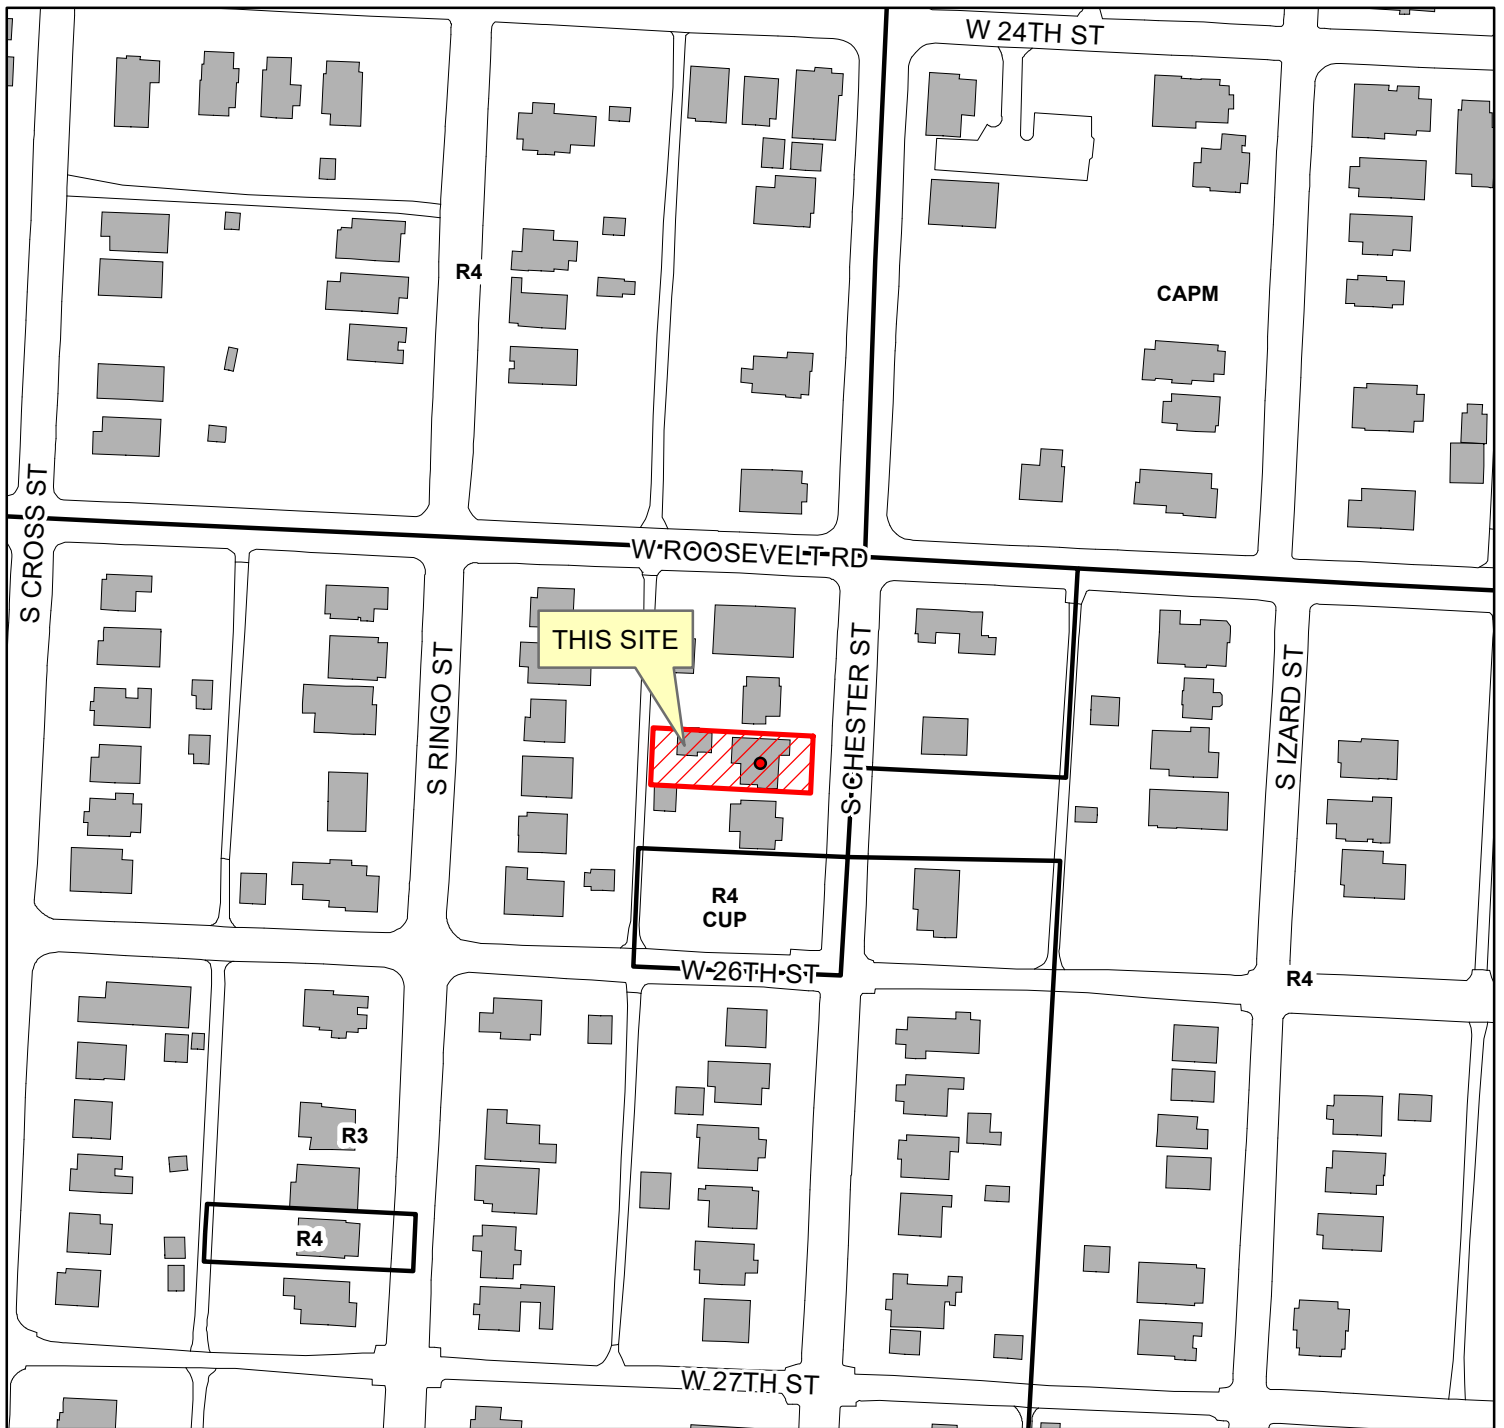 W 24TH ST
R4
CAPM
S CROSS ST
W ROOSEVELT RD
THIS SITE
S RINGO ST
S CHESTER ST
S IZARD ST
R4
CUP
W 26TH ST
R4
R3
R4
W 27TH ST